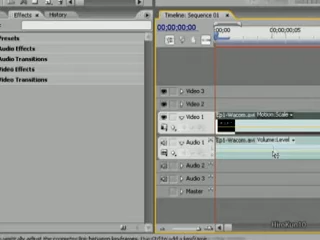 Effects × History
Presets
Audio Effects
Audio Transitions
Video Effects
Video Transitions
Timeline: Sequence 01 ×
00;00;00;00
00;00
00;00;00;05
Video 3
Video 2
Video 1
Ep1-Wacom.avi Motion:Scale
Audio 1
Ep1-Wacom.avi Volume:Level
Audio 2
Audio 3
Master